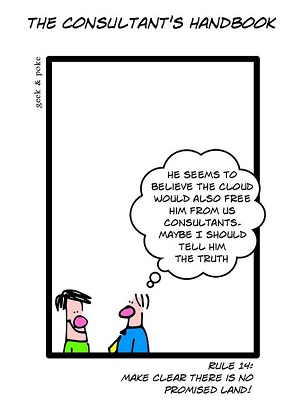 THE CONSULTANT'S HANDBOOK
geek & poke
HE SEEMS TO
BELIEVE THE CLOUD
WOULD ALSO FREE
HIM FROM US
CONSULTANTS.
MAYBE I SHOULD
TELL HIM
THE TRUTH
RULE 14:
MAKE CLEAR THERE IS NO
PROMISED LAND!